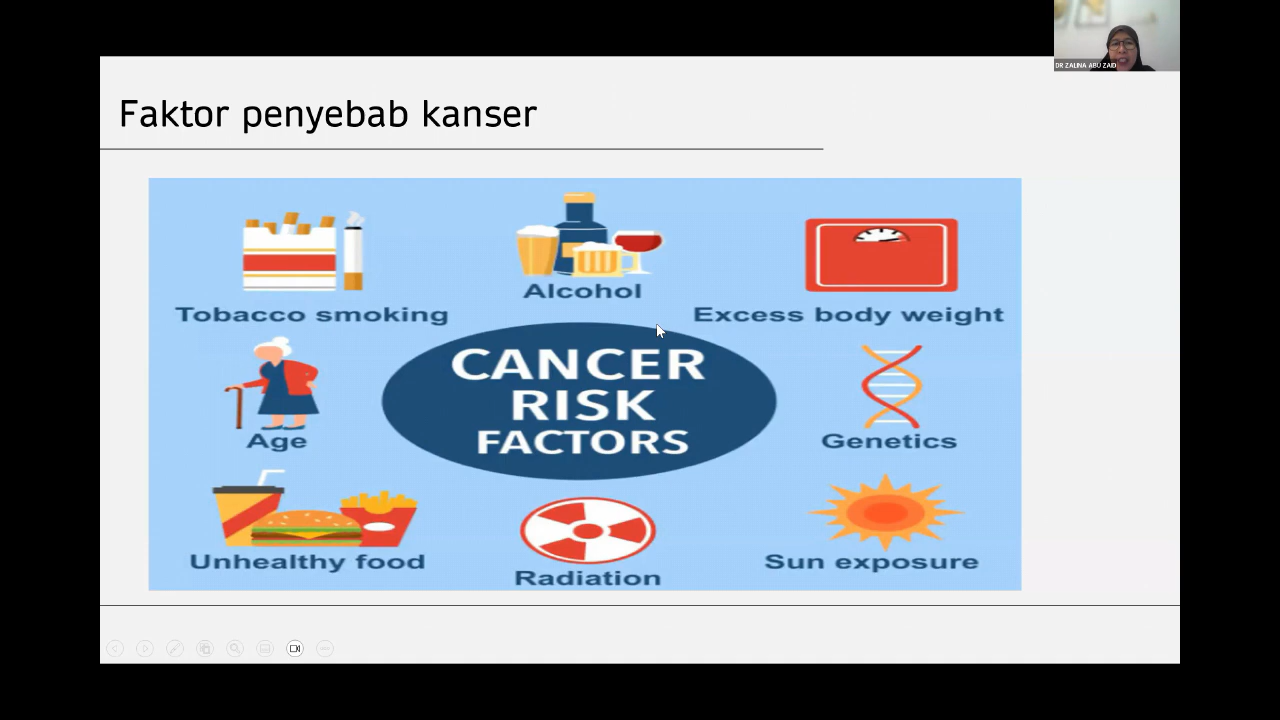 DR ZALINA ABU ZAID
Faktor penyebab kanser
Tobacco smoking
Alcohol
Excess body weight
CANCER
RISK
FACTORS
Age
Genetics
Unhealthy food
Radiation
Sun exposure